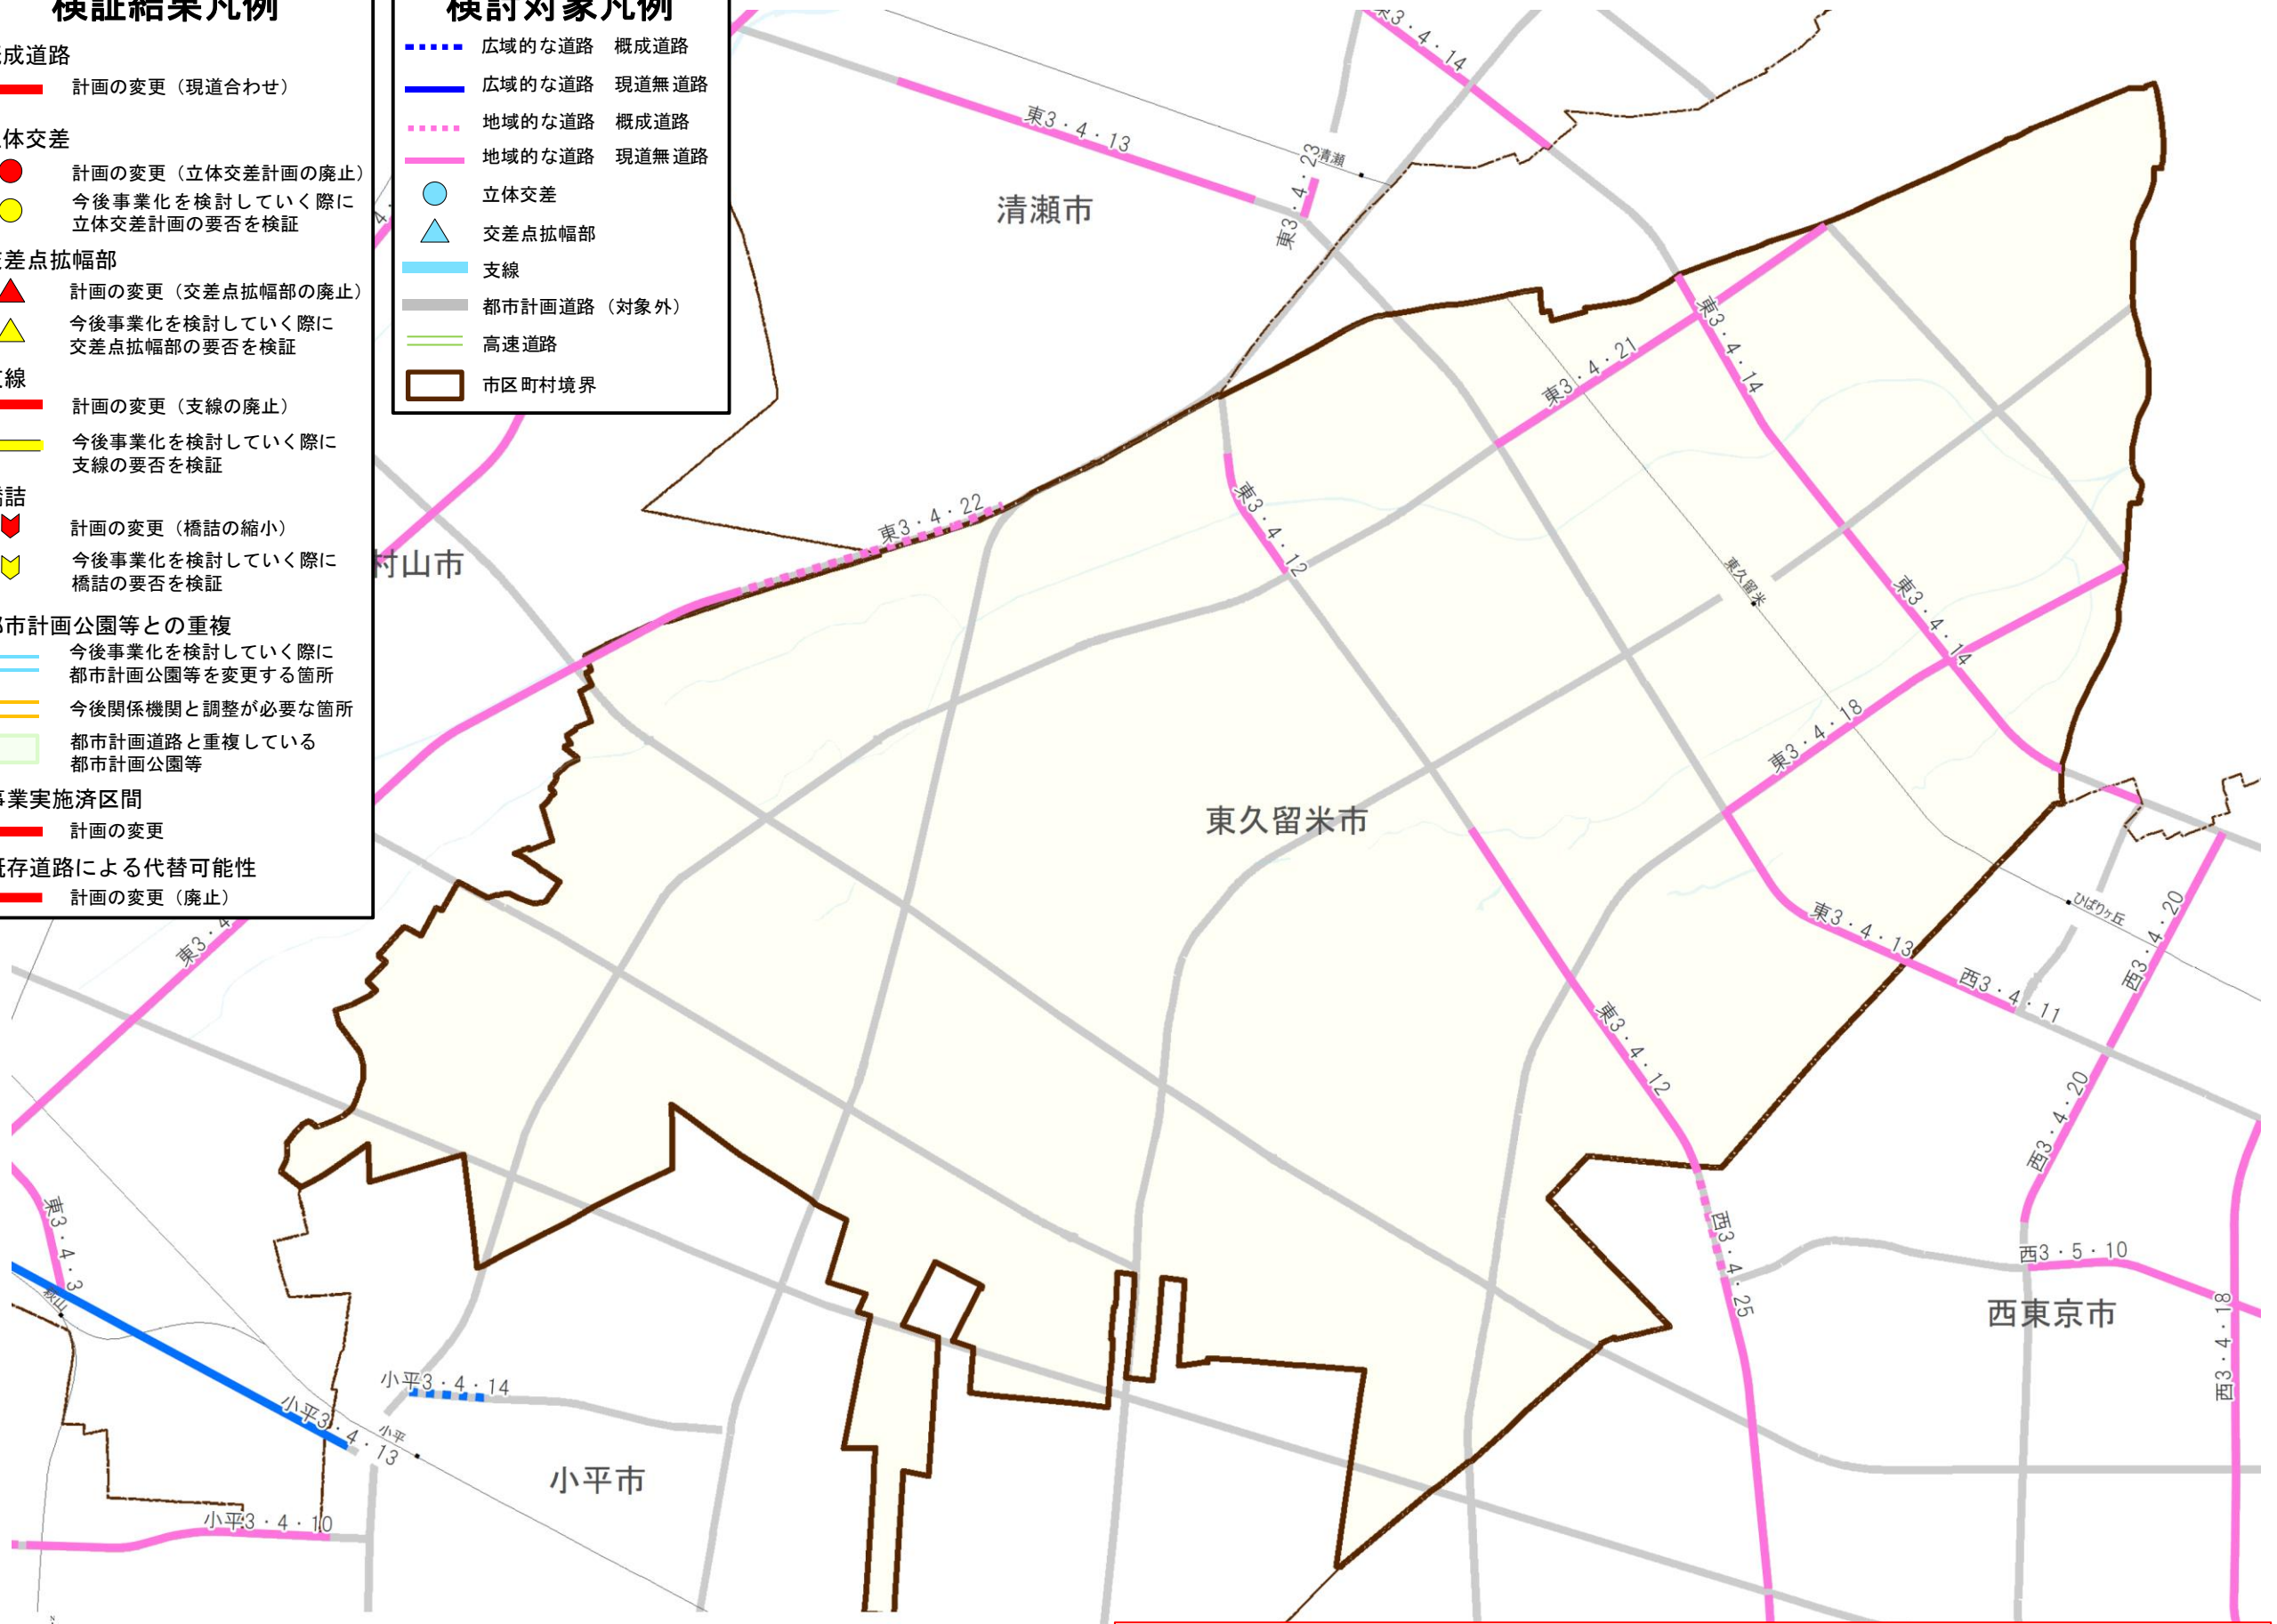 検証結果凡例
成道路
計画の変更（現道合わせ）
体交差
計画の変更（立体交差計画の廃止）
今後事業化を検討していく際に
立体交差計画の要否を検証
差点拡幅部
計画の変更（交差点拡幅部の廃止）
今後事業化を検討していく際に
交差点拡幅部の要否を検証
線
計画の変更（支線の廃止）
今後事業化を検討していく際に
支線の要否を検証
詰
計画の変更（橋詰の縮小）
今後事業化を検討していく際に
橋詰の要否を検証
市計画公園等との重複
今後事業化を検討していく際に
都市計画公園等を変更する箇所
今後関係機関と調整が必要な箇所
都市計画道路と重複している
都市計画公園等
業実施済区間
計画の変更
既存道路による代替可能性
計画の変更（廃止）
検討対象凡例
広域的な道路　概成道路
広域的な道路　現道無道路
地域的な道路　概成道路
地域的な道路　現道無道路
立体交差
交差点拡幅部
支線
都市計画道路（対象外）
高速道路
市区町村境界
東3・4・14
東3・4・13
東3・4・23
東3・4・23
清瀬
清瀬市
東3・4・14
東3・4・21
東3・4・12
東3・4・22
村山市
東久留米
東3・4・14
東3・4・18
東久留米市
東3・4・13
西3・4・11
ひばりヶ丘
西3・4・20
東3・4・12
西3・4・20
東3・4
東3・4・3
萩山
西3・4・25
西3・5・10
西東京市
西3・4・18
小平3・4・14
小平3・4・13
小平
小平市
小平3・4・10